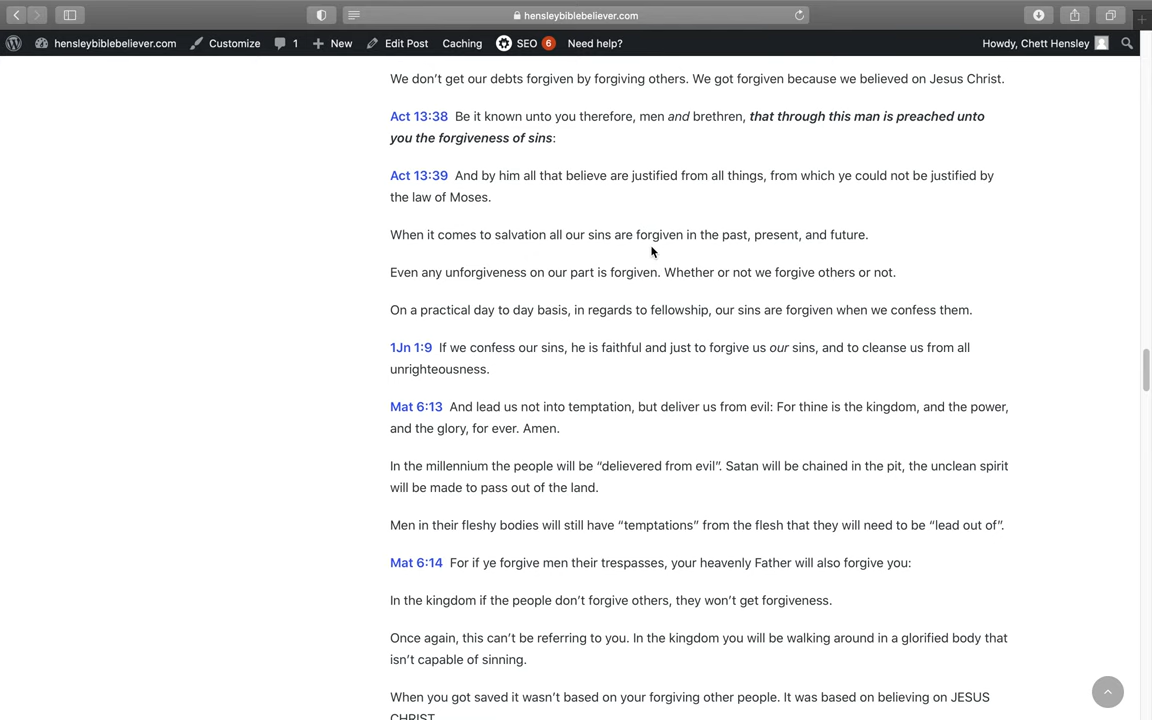 hensleybiblebeliever.com
hensleybiblebeliever.com Customize 1 New Edit Post Caching SEO 6 Need help? Howdy, Chett Hensley
We don’t get our debts forgiven by forgiving others. We got forgiven because we believed on Jesus Christ.
Act 13:38 Be it known unto you therefore, men and brethren, that through this man is preached unto
you the forgiveness of sins:
Act 13:39 And by him all that believe are justified from all things, from which ye could not be justified by
the law of Moses.
When it comes to salvation all our sins are forgiven in the past, present, and future.
Even any unforgiveness on our part is forgiven. Whether or not we forgive others or not.
On a practical day to day basis, in regards to fellowship, our sins are forgiven when we confess them.
1Jn 1:9 If we confess our sins, he is faithful and just to forgive us our sins, and to cleanse us from all
unrighteousness.
Mat 6:13 And lead us not into temptation, but deliver us from evil: For thine is the kingdom, and the power,
and the glory, for ever. Amen.
In the millennium the people will be “delievered from evil”. Satan will be chained in the pit, the unclean spirit
will be made to pass out of the land.
Men in their fleshy bodies will still have “temptations” from the flesh that they will need to be “lead out of”.
Mat 6:14 For if ye forgive men their trespasses, your heavenly Father will also forgive you:
In the kingdom if the people don’t forgive others, they won’t get forgiveness.
Once again, this can’t be referring to you. In the kingdom you will be walking around in a glorified body that
isn’t capable of sinning.
When you got saved it wasn’t based on your forgiving other people. It was based on believing on JESUS
CHRIST